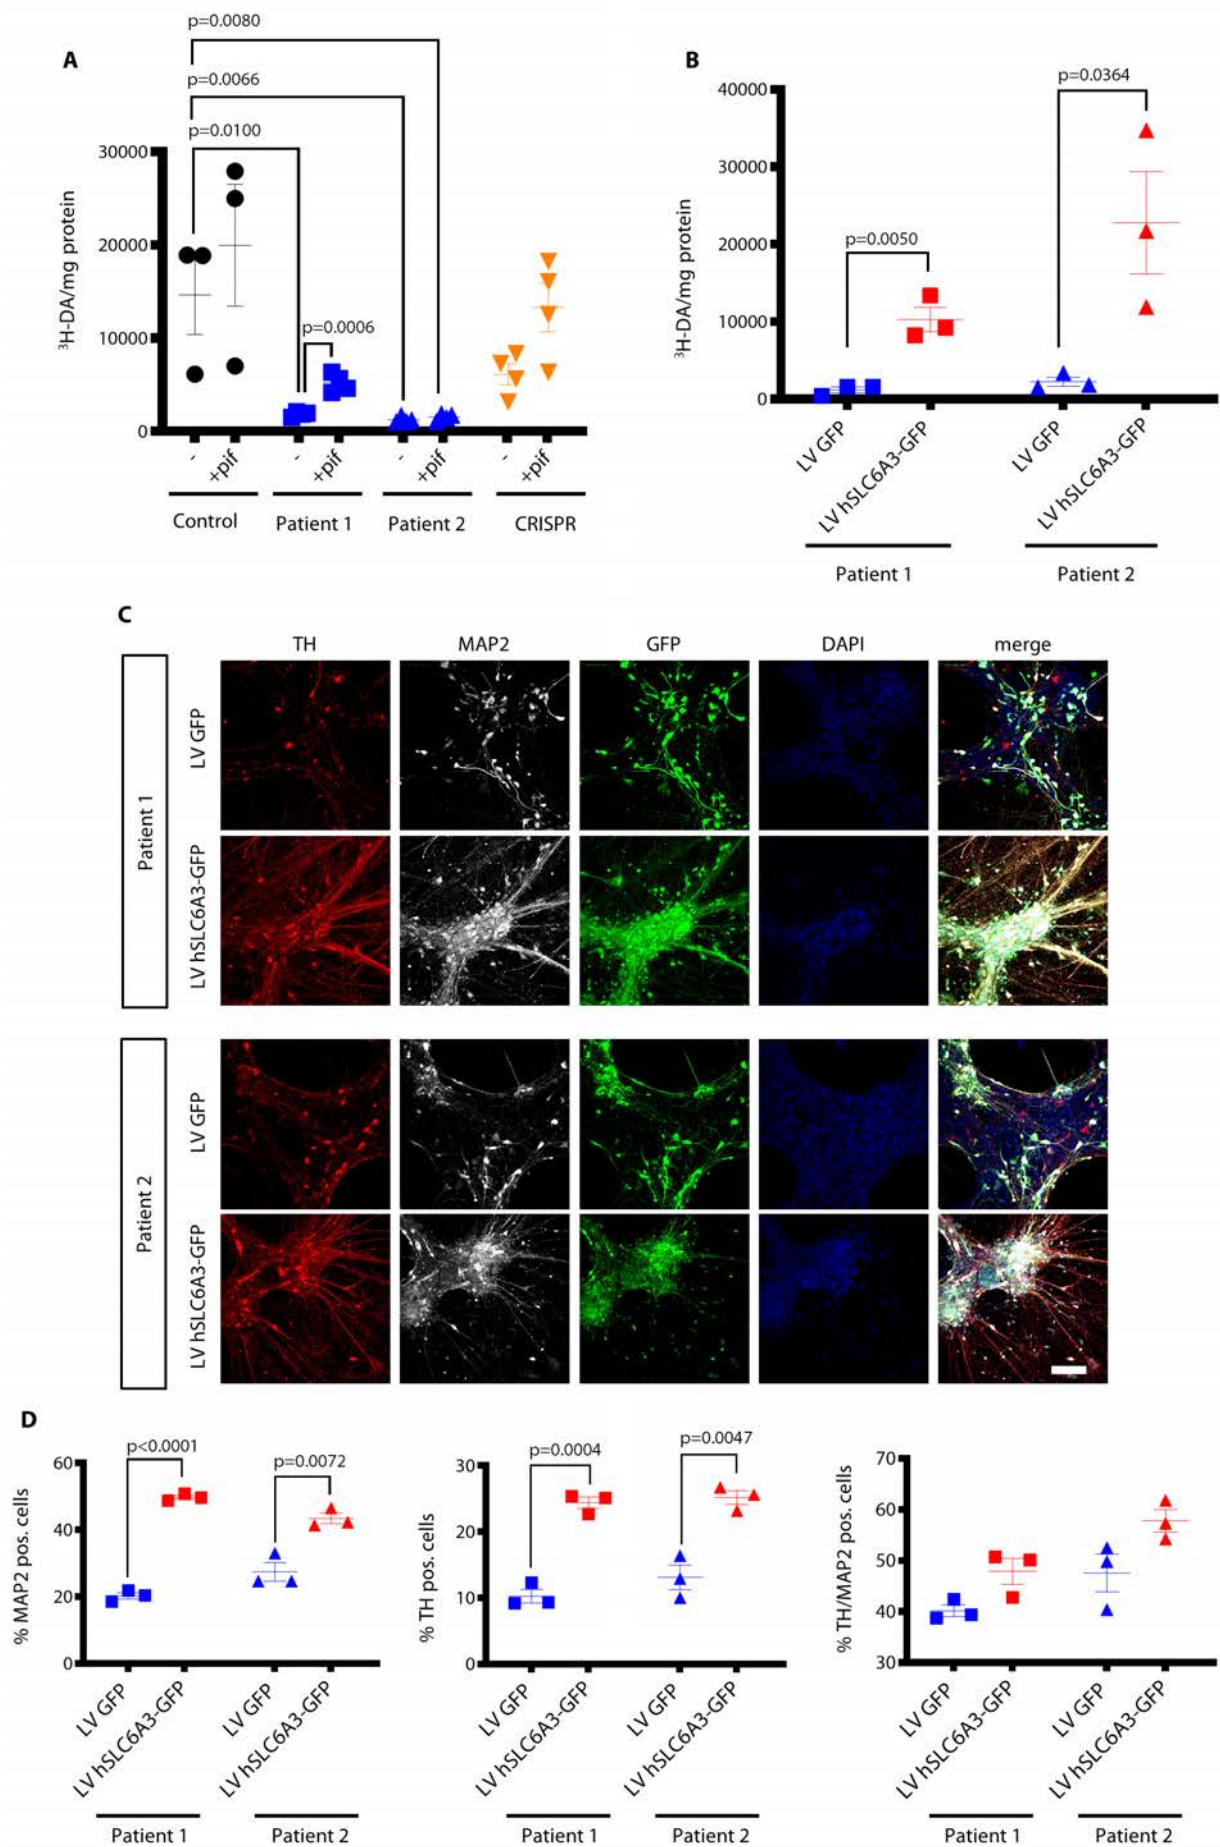 A
p=0.0080
p=0.0066
p=0.0100
p=0.0006
30000
20000
10000
0
³H-DA/mg protein
- +pif - +pif - +pif - +pif
Control Patient 1 Patient 2 CRISPR
B
p=0.0364
p=0.0050
40000
30000
20000
10000
0
³H-DA/mg protein
LV GFP LV hSLC6A3-GFP LV GFP LV hSLC6A3-GFP
Patient 1 Patient 2
C
TH MAP2 GFP DAPI merge
Patient 1
LV GFP
LV hSLC6A3-GFP
Patient 2
LV GFP
LV hSLC6A3-GFP
D
p<0.0001
p=0.0072
60
40
20
0
% MAP2 pos. cells
LV GFP LV hSLC6A3-GFP LV GFP LV hSLC6A3-GFP
Patient 1 Patient 2
p=0.0004
p=0.0047
30
20
10
0
% TH pos. cells
LV GFP LV hSLC6A3-GFP LV GFP LV hSLC6A3-GFP
Patient 1 Patient 2
70
60
50
40
30
% TH/MAP2 pos. cells
LV GFP LV hSLC6A3-GFP LV GFP LV hSLC6A3-GFP
Patient 1 Patient 2